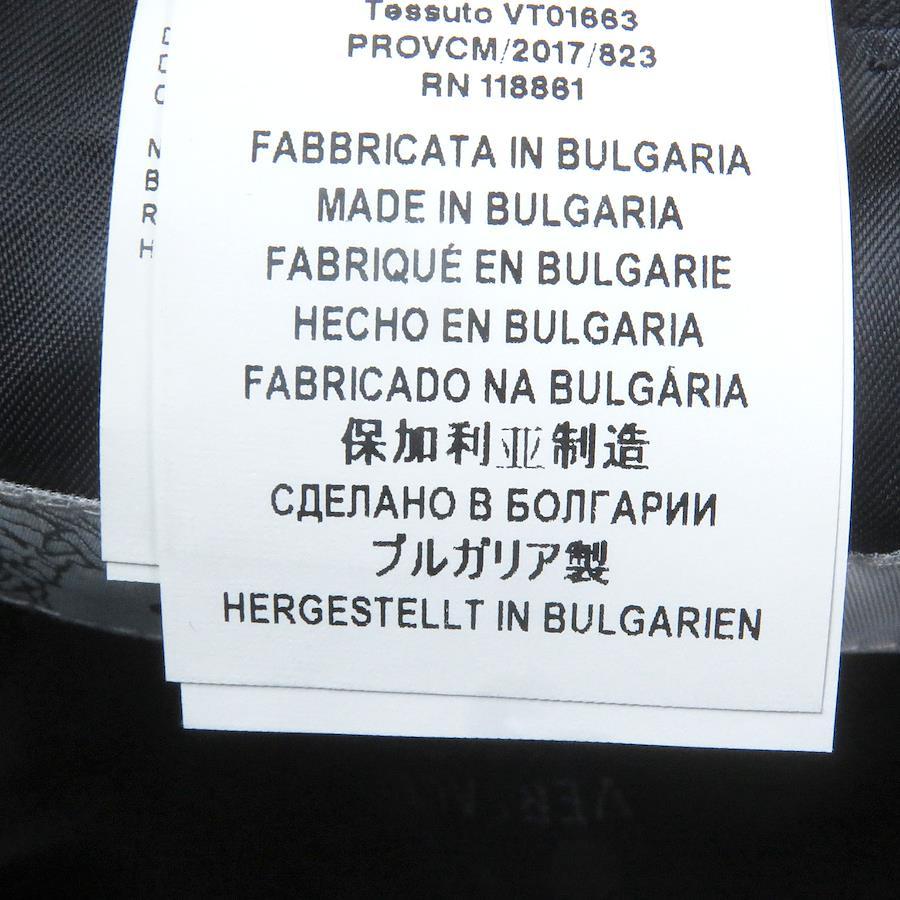 Tessuto VT01663
PROVCM/2017/823
RN 118861
FABBRICATA IN BULGARIA
MADE IN BULGARIA
FABRIQUÉ EN BULGARIE
HECHO EN BULGARIA
FABRICADO NA BULGÁRIA
保加利亚制造
СДЕЛАНО В БОЛГАРИИ
ブルガリア製
HERGESTELLT IN BULGARIEN